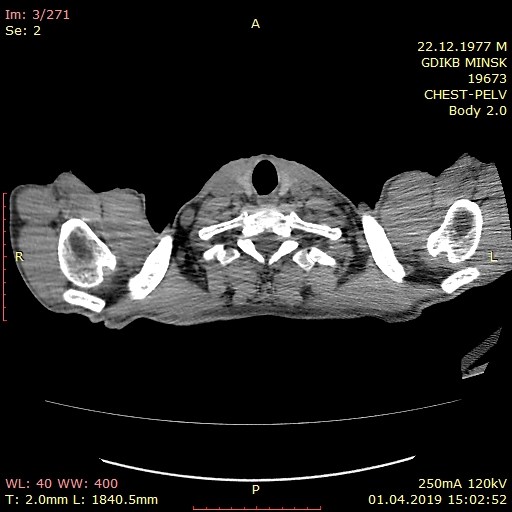 Im: 3/271
Se: 2
A
22.12.1977 M
GDIKB MINSK
19673
CHEST-PELV
Body 2.0
R
L
WL: 40 WW: 400
T: 2.0mm L: 1840.5mm
P
250mA 120kV
01.04.2019 15:02:52